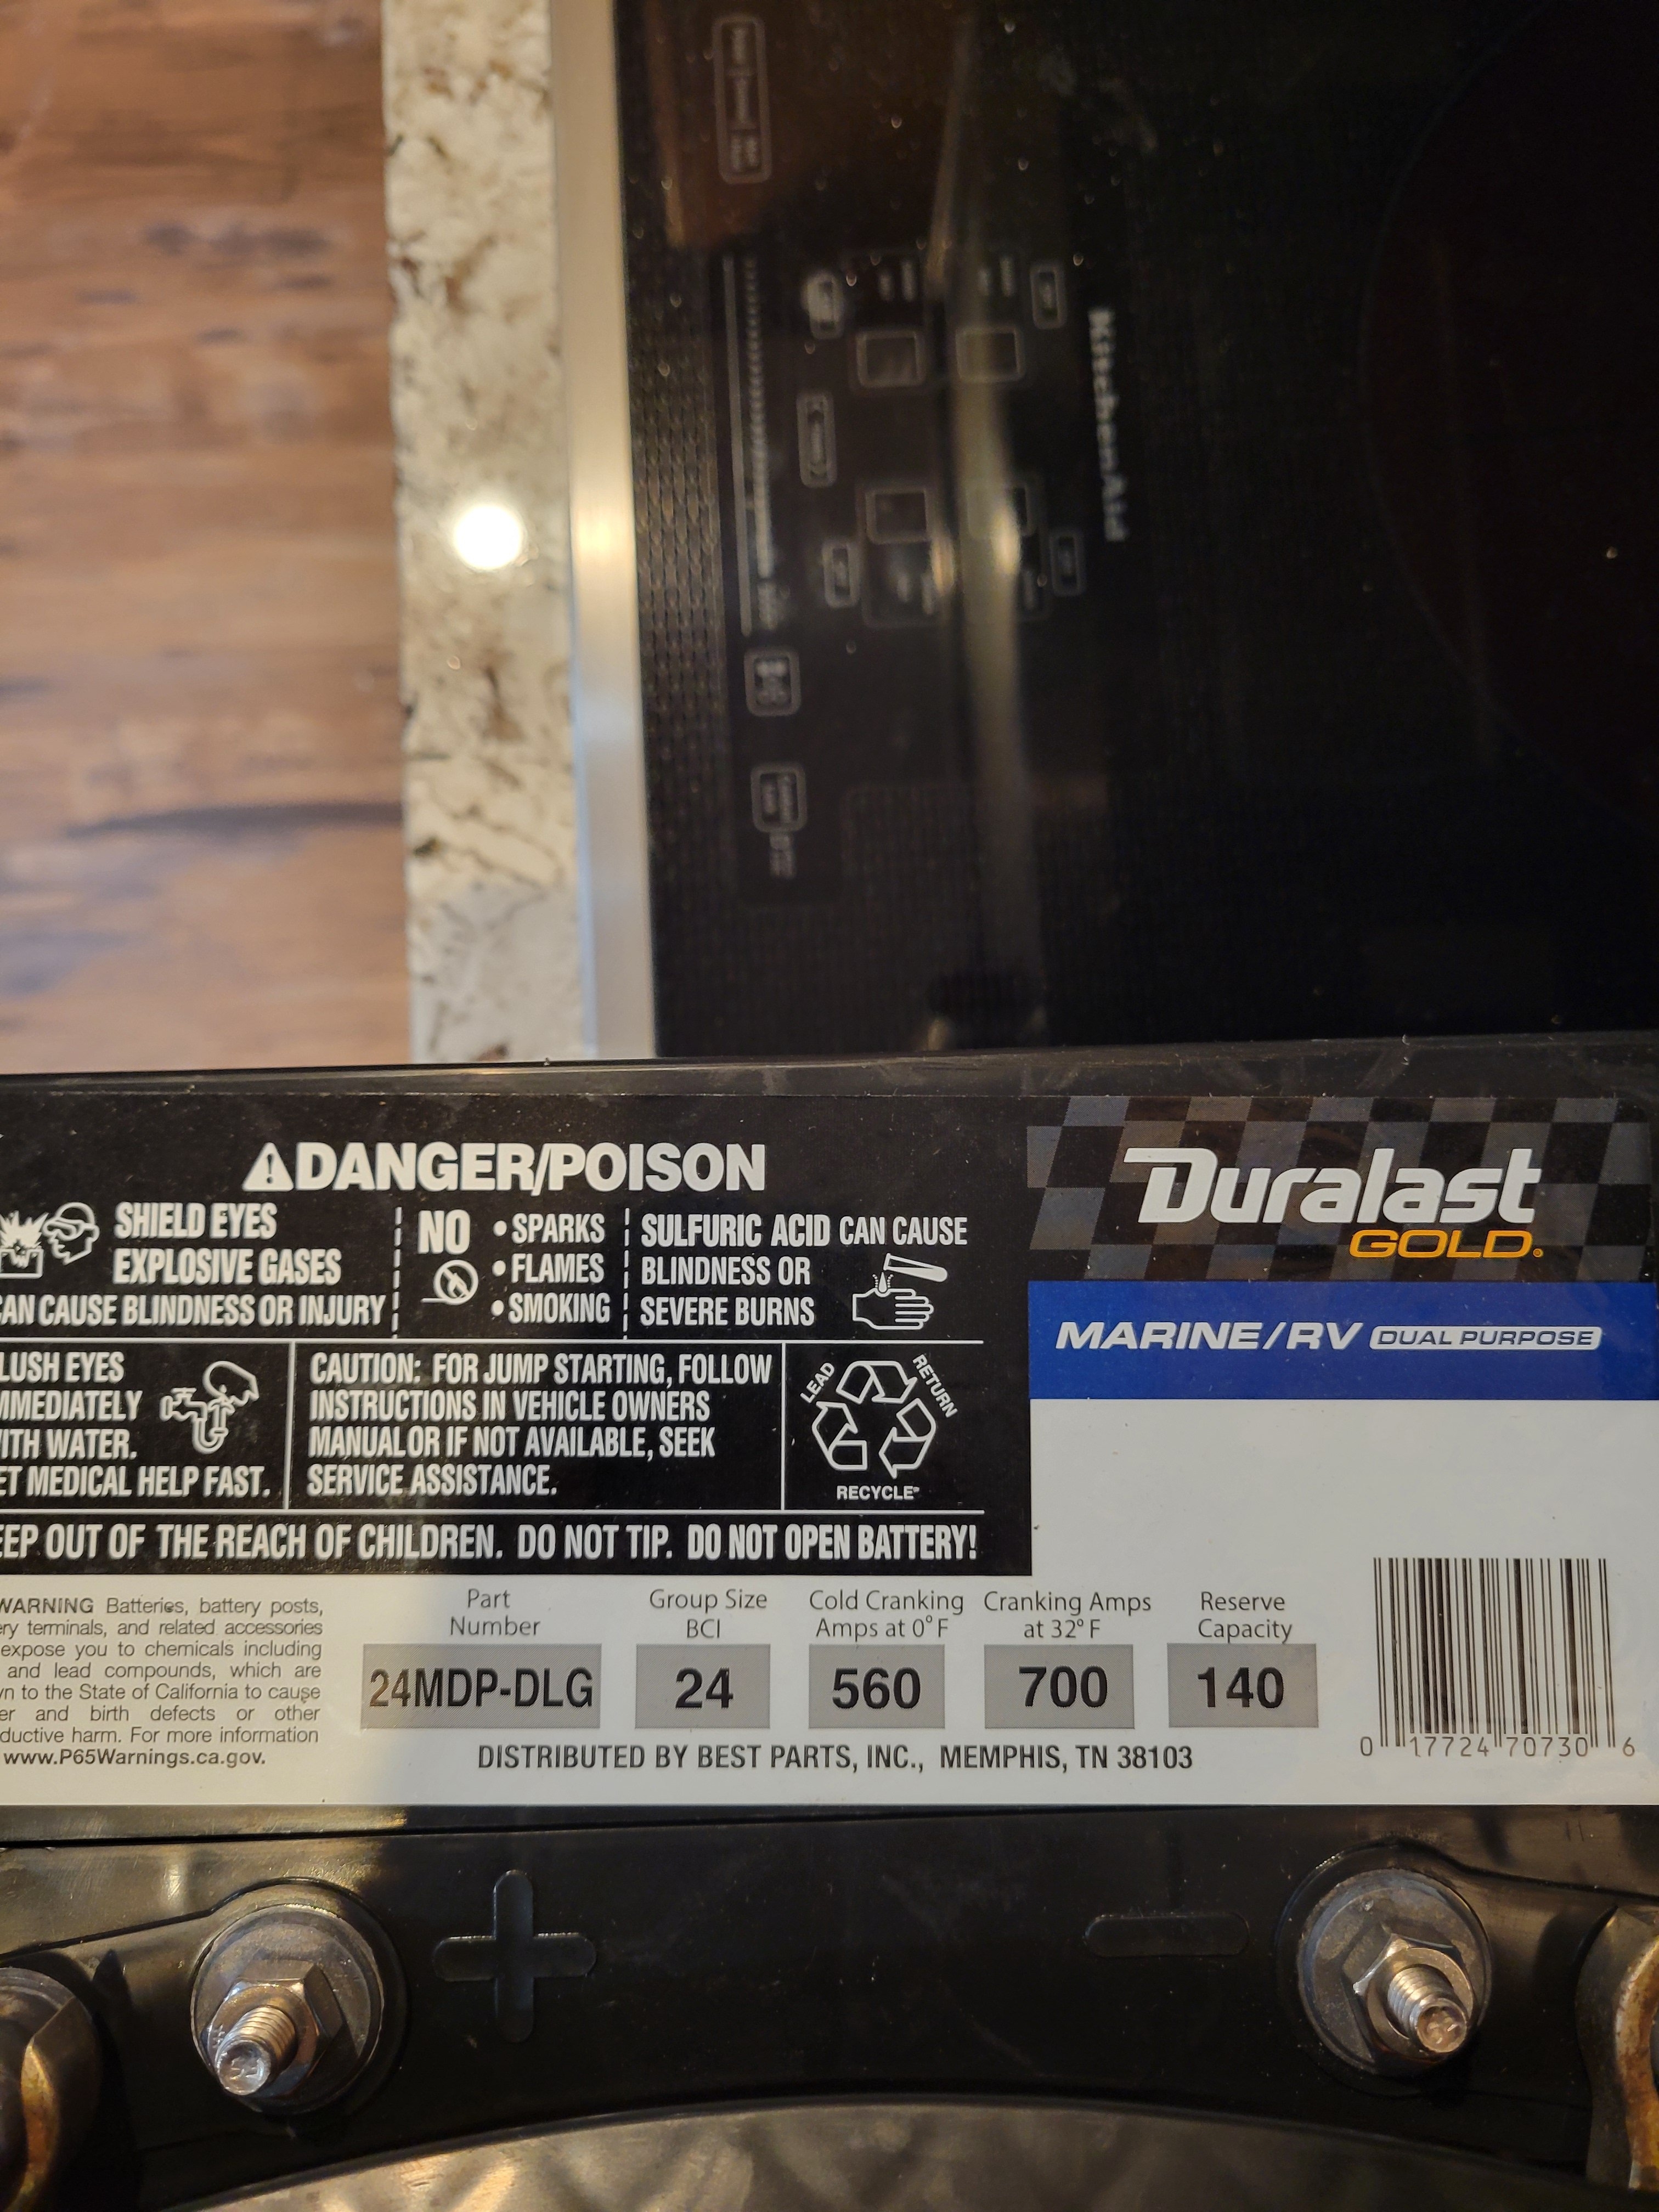 KitchenAid
DANGER/POISON
SHIELD EYES
EXPLOSIVE GASES
CAN CAUSE BLINDNESS OR INJURY
NO
• SPARKS
• FLAMES
• SMOKING
SULFURIC ACID CAN CAUSE
BLINDNESS OR
SEVERE BURNS
LUSH EYES
MMEDIATELY
ITH WATER.
ET MEDICAL HELP FAST.
CAUTION: FOR JUMP STARTING, FOLLOW
INSTRUCTIONS IN VEHICLE OWNERS
MANUAL OR IF NOT AVAILABLE, SEEK
SERVICE ASSISTANCE.
LEAD
RETURN
RECYCLE
EEP OUT OF THE REACH OF CHILDREN. DO NOT TIP. DO NOT OPEN BATTERY!
Duralast
GOLD.
MARINE/RV DUAL PURPOSE
WARNING Batteries, battery posts,
ery terminals, and related accessories
expose you to chemicals including
and lead compounds, which are
wn to the State of California to cause
er and birth defects or other
ductive harm. For more information
www.P65Warnings.ca.gov.
Part
Number
24MDP-DLG
Group Size
BCI
24
Cold Cranking
Amps at 0° F
560
Cranking Amps
at 32° F
700
Reserve
Capacity
140
DISTRIBUTED BY BEST PARTS, INC., MEMPHIS, TN 38103
0 17724 70730 6
+
−